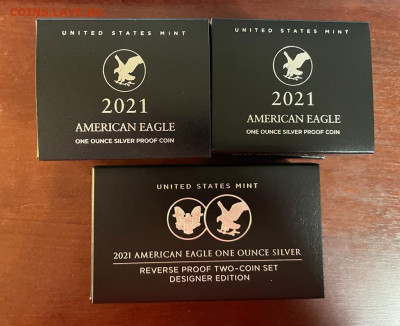 COINS.LAVE.RU
UNITED STATES MINT
2021
AMERICAN EAGLE
ONE OUNCE SILVER PROOF COIN
UNITED STATES MINT
2021
AMERICAN EAGLE
ONE OUNCE SILVER PROOF COIN
UNITED STATES MINT
2021 AMERICAN EAGLE ONE OUNCE SILVER
REVERSE PROOF TWO-COIN SET
DESIGNER EDITION